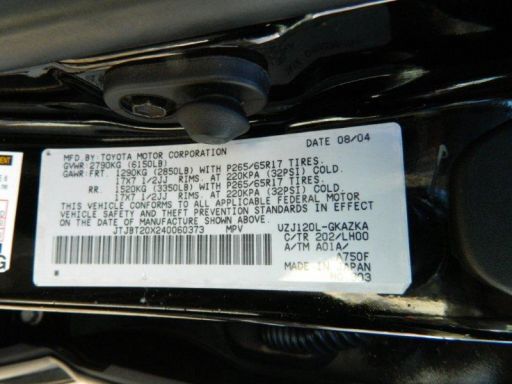 DATE 08/04
MFD.BY:TOYOTA MOTOR CORPORATION
GVWR 2790KG (6150LB)
GAWR: FRT. 1290KG (2850LB) WITH P265/65R17 TIRES.
17X7 1/2JJ RIMS. AT 220KPA (32PSI) COLD.
RR. 1520KG (3350LB) WITH P265/65R17 TIRES.
17X7 1/2JJ RIMS. AT 220KPA (32PSI) COLD.
THIS VEHICLE CONFORMS TO ALL APPLICABLE FEDERAL MOTOR
VEHICLE SAFETY AND THEFT PREVENTION STANDARDS IN EFFECT
ON THE DATE OF MANUFACTURE SHOWN ABOVE.
JTJBT20X240060373 MPV UZJ120L-GKAZKA
C/TR 202/LH00
A/TM A01A/
A750F
MADE IN JAPAN